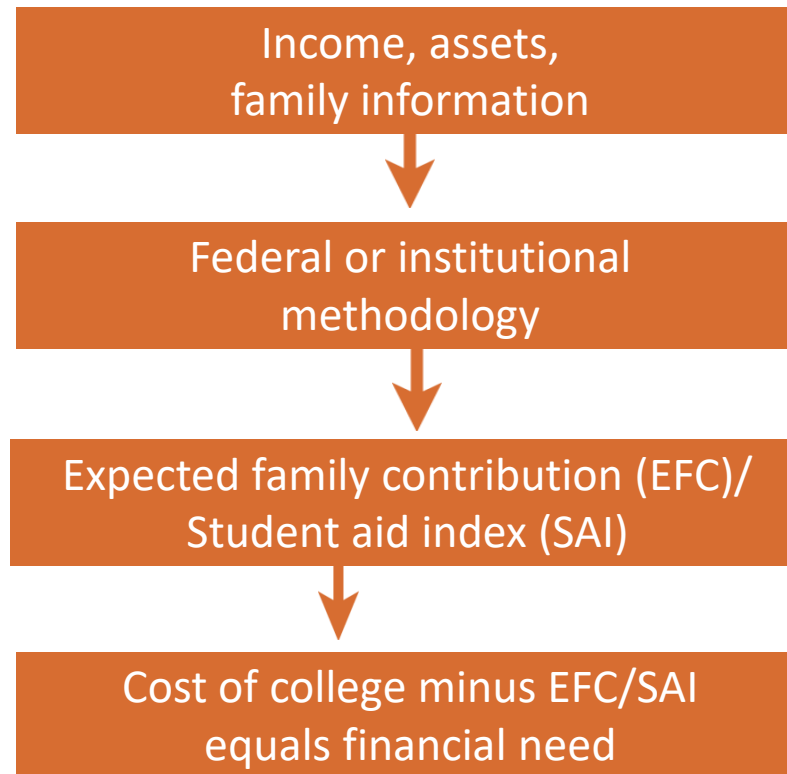 Income, assets,
family information
Federal or institutional
methodology
Expected family contribution (EFC)/
Student aid index (SAI)
Cost of college minus EFC/SAI
equals financial need